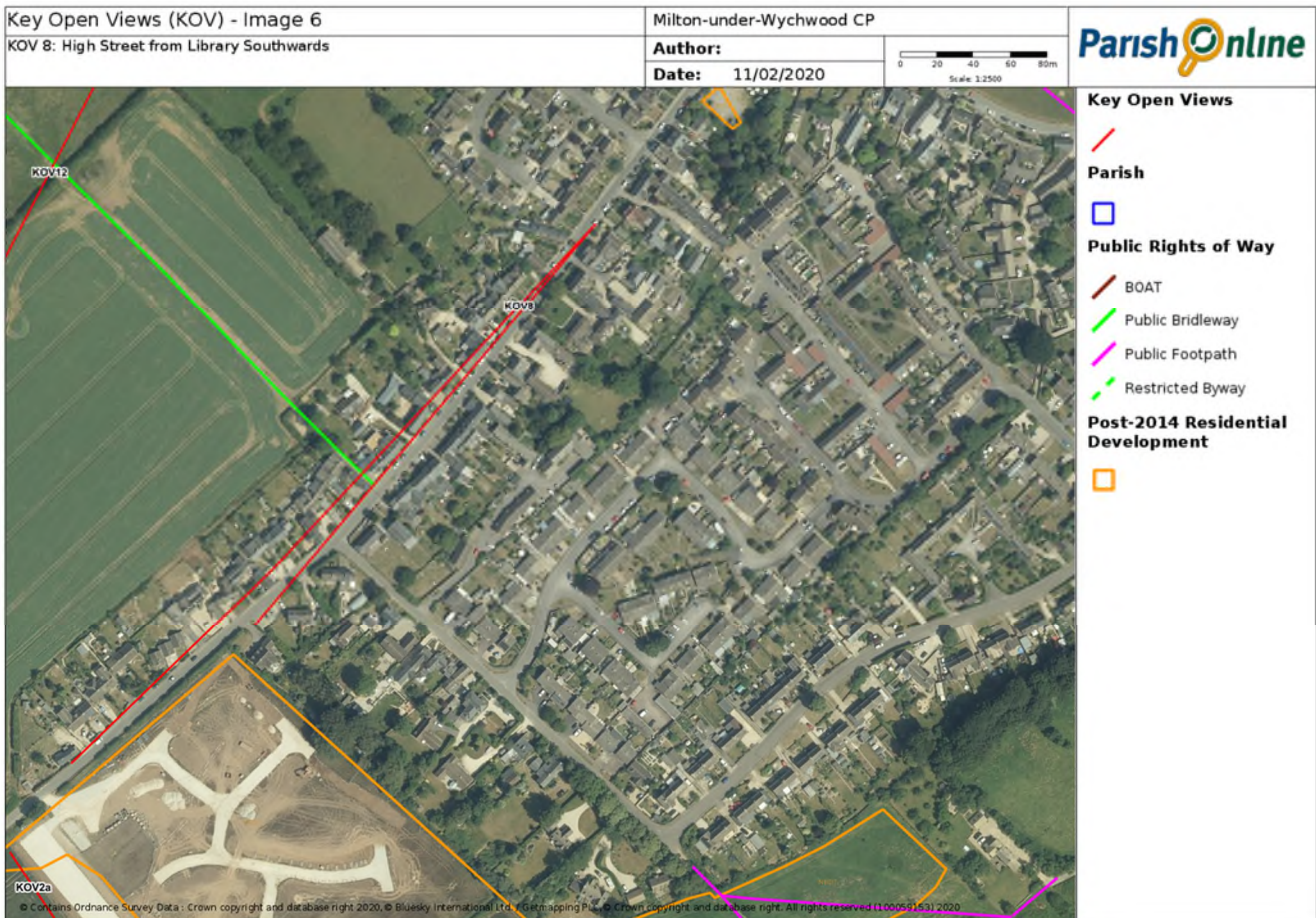 Key Open Views (KOV) - Image 6
KOV 8: High Street from Library Southwards
Milton-under-Wychwood CP
Author:
Date: 11/02/2020
0 20 40 60 80m
Scale: 1:2500
Parish Online
Key Open Views
Parish
Public Rights of Way
BOAT
Public Bridleway
Public Footpath
Restricted Byway
Post-2014 Residential
Development
KOV12
KOV8
KOV2a
© Contains Ordnance Survey Data : Crown copyright and database right 2020, © Bluesky International Ltd. / Getmapping PLC, © Crown copyright and database right. All rights reserved (100059153) 2020